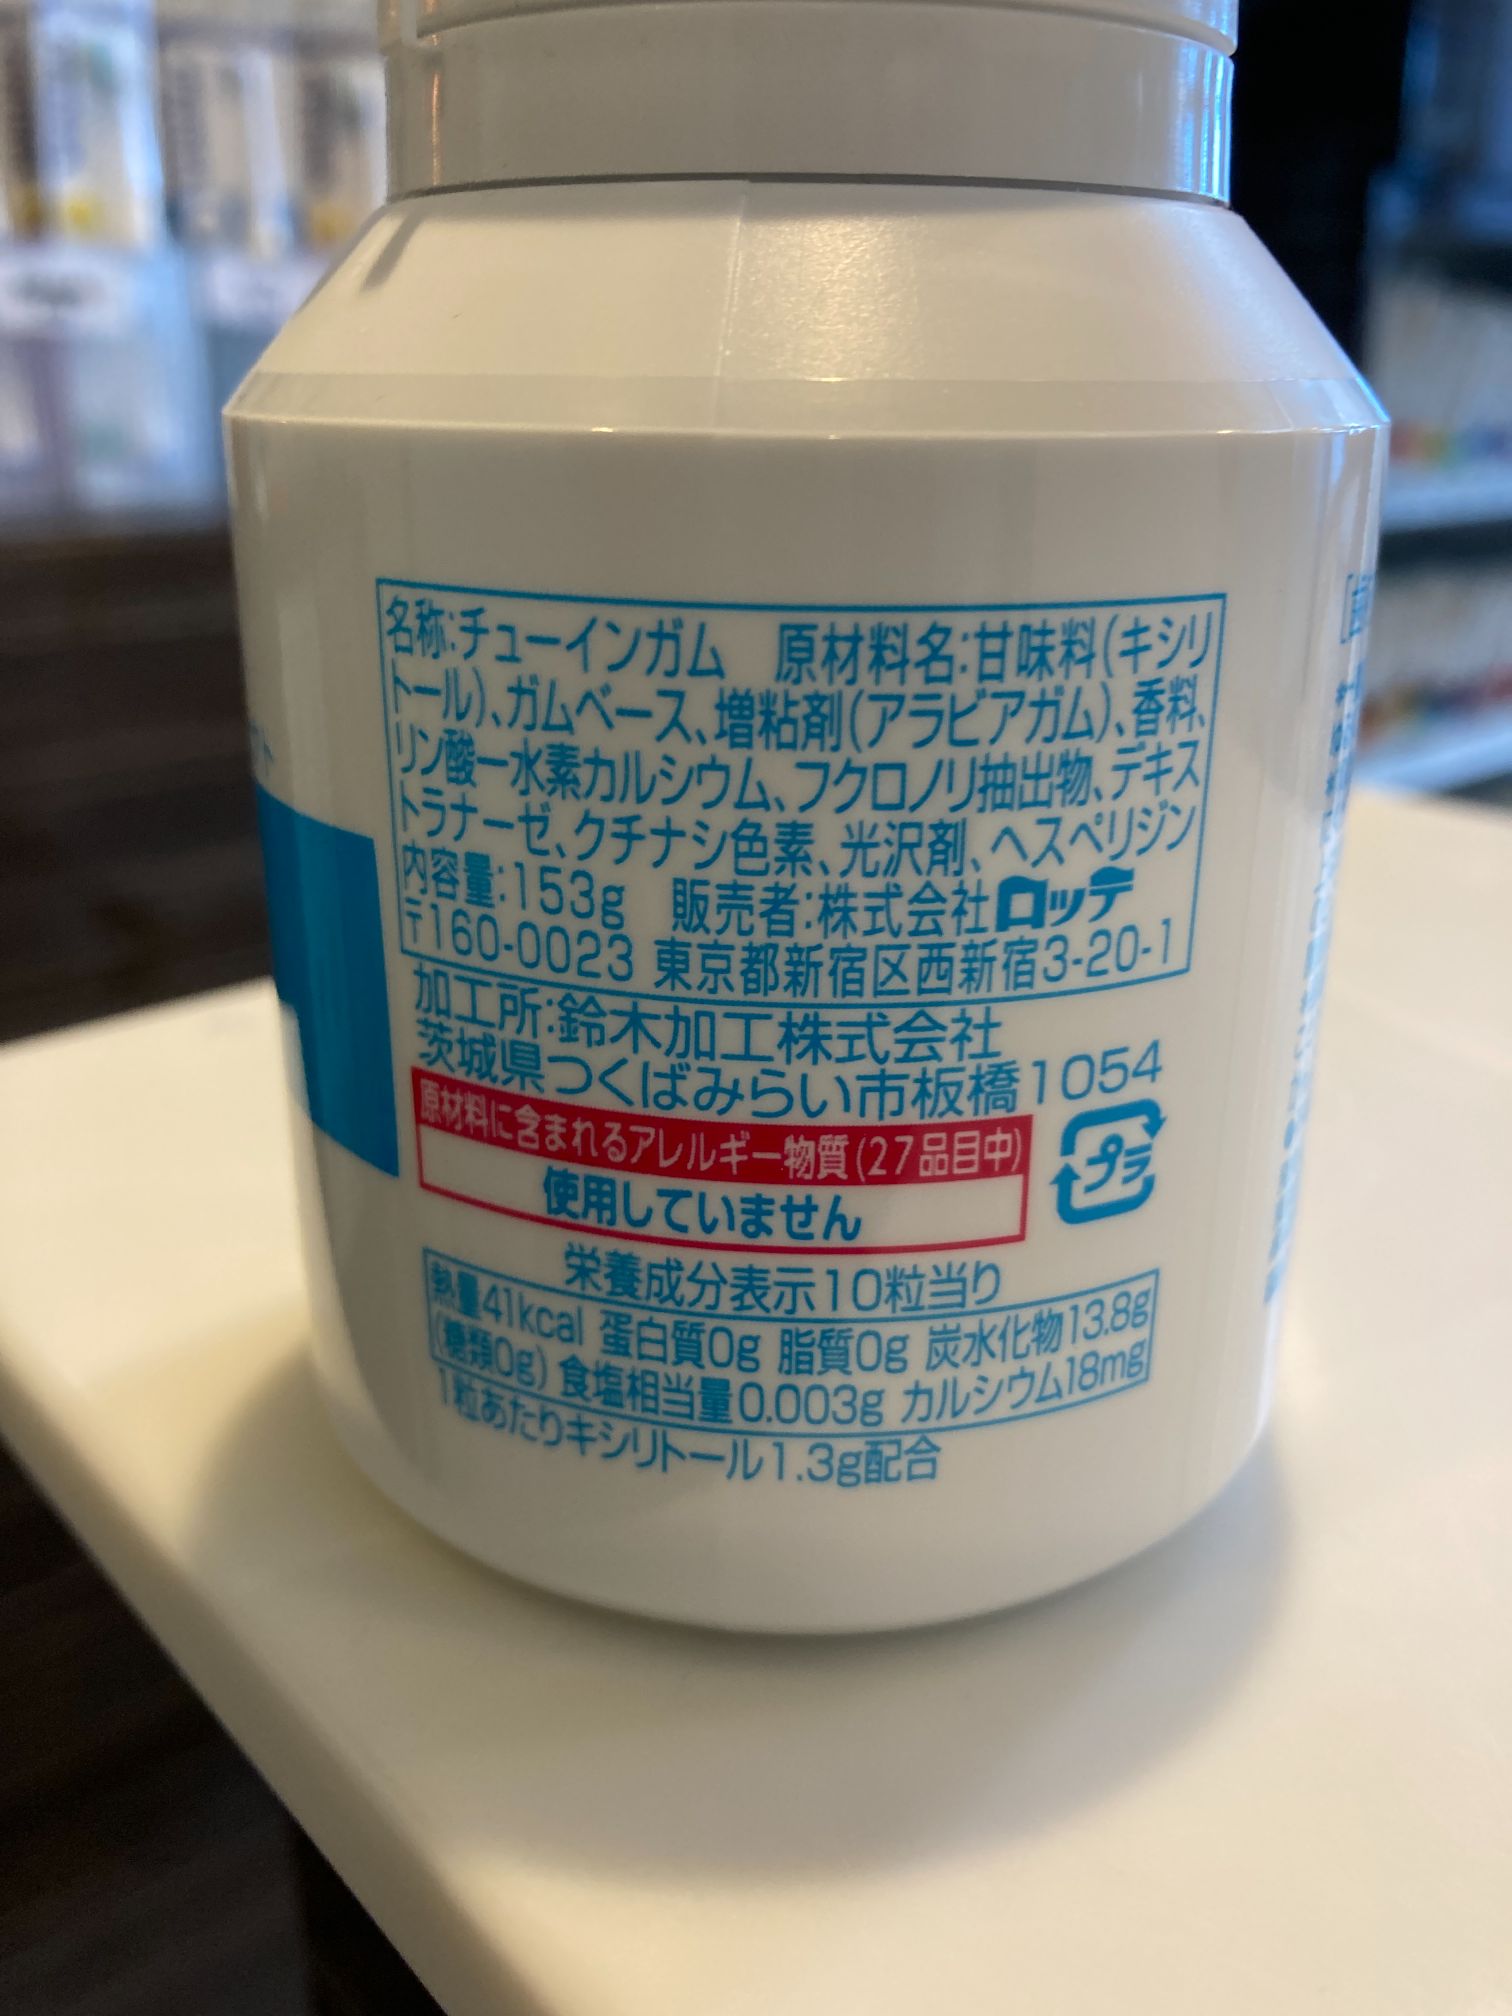 名称:チューインガム 原材料名:甘味料(キシリ
トール)、ガムベース、増粘剤(アラビアガム)、香料、
リン酸一水素カルシウム、フクロノリ抽出物、デキス
トラナーゼ、クチナシ色素、光沢剤、ヘスペリジン
内容量:153g 販売者:株式会社ロッテ
〒160-0023 東京都新宿区西新宿3-20-1
加工所:鈴木加工株式会社
茨城県つくばみらい市板橋1054
原材料に含まれるアレルギー物質(27品目中)
使用していません
プラ
栄養成分表示10粒当り
熱量41kcal 蛋白質0g 脂質0g 炭水化物13.8g
(糖類0g) 食塩相当量0.003g カルシウム18mg
1粒あたりキシリトール1.3g配合